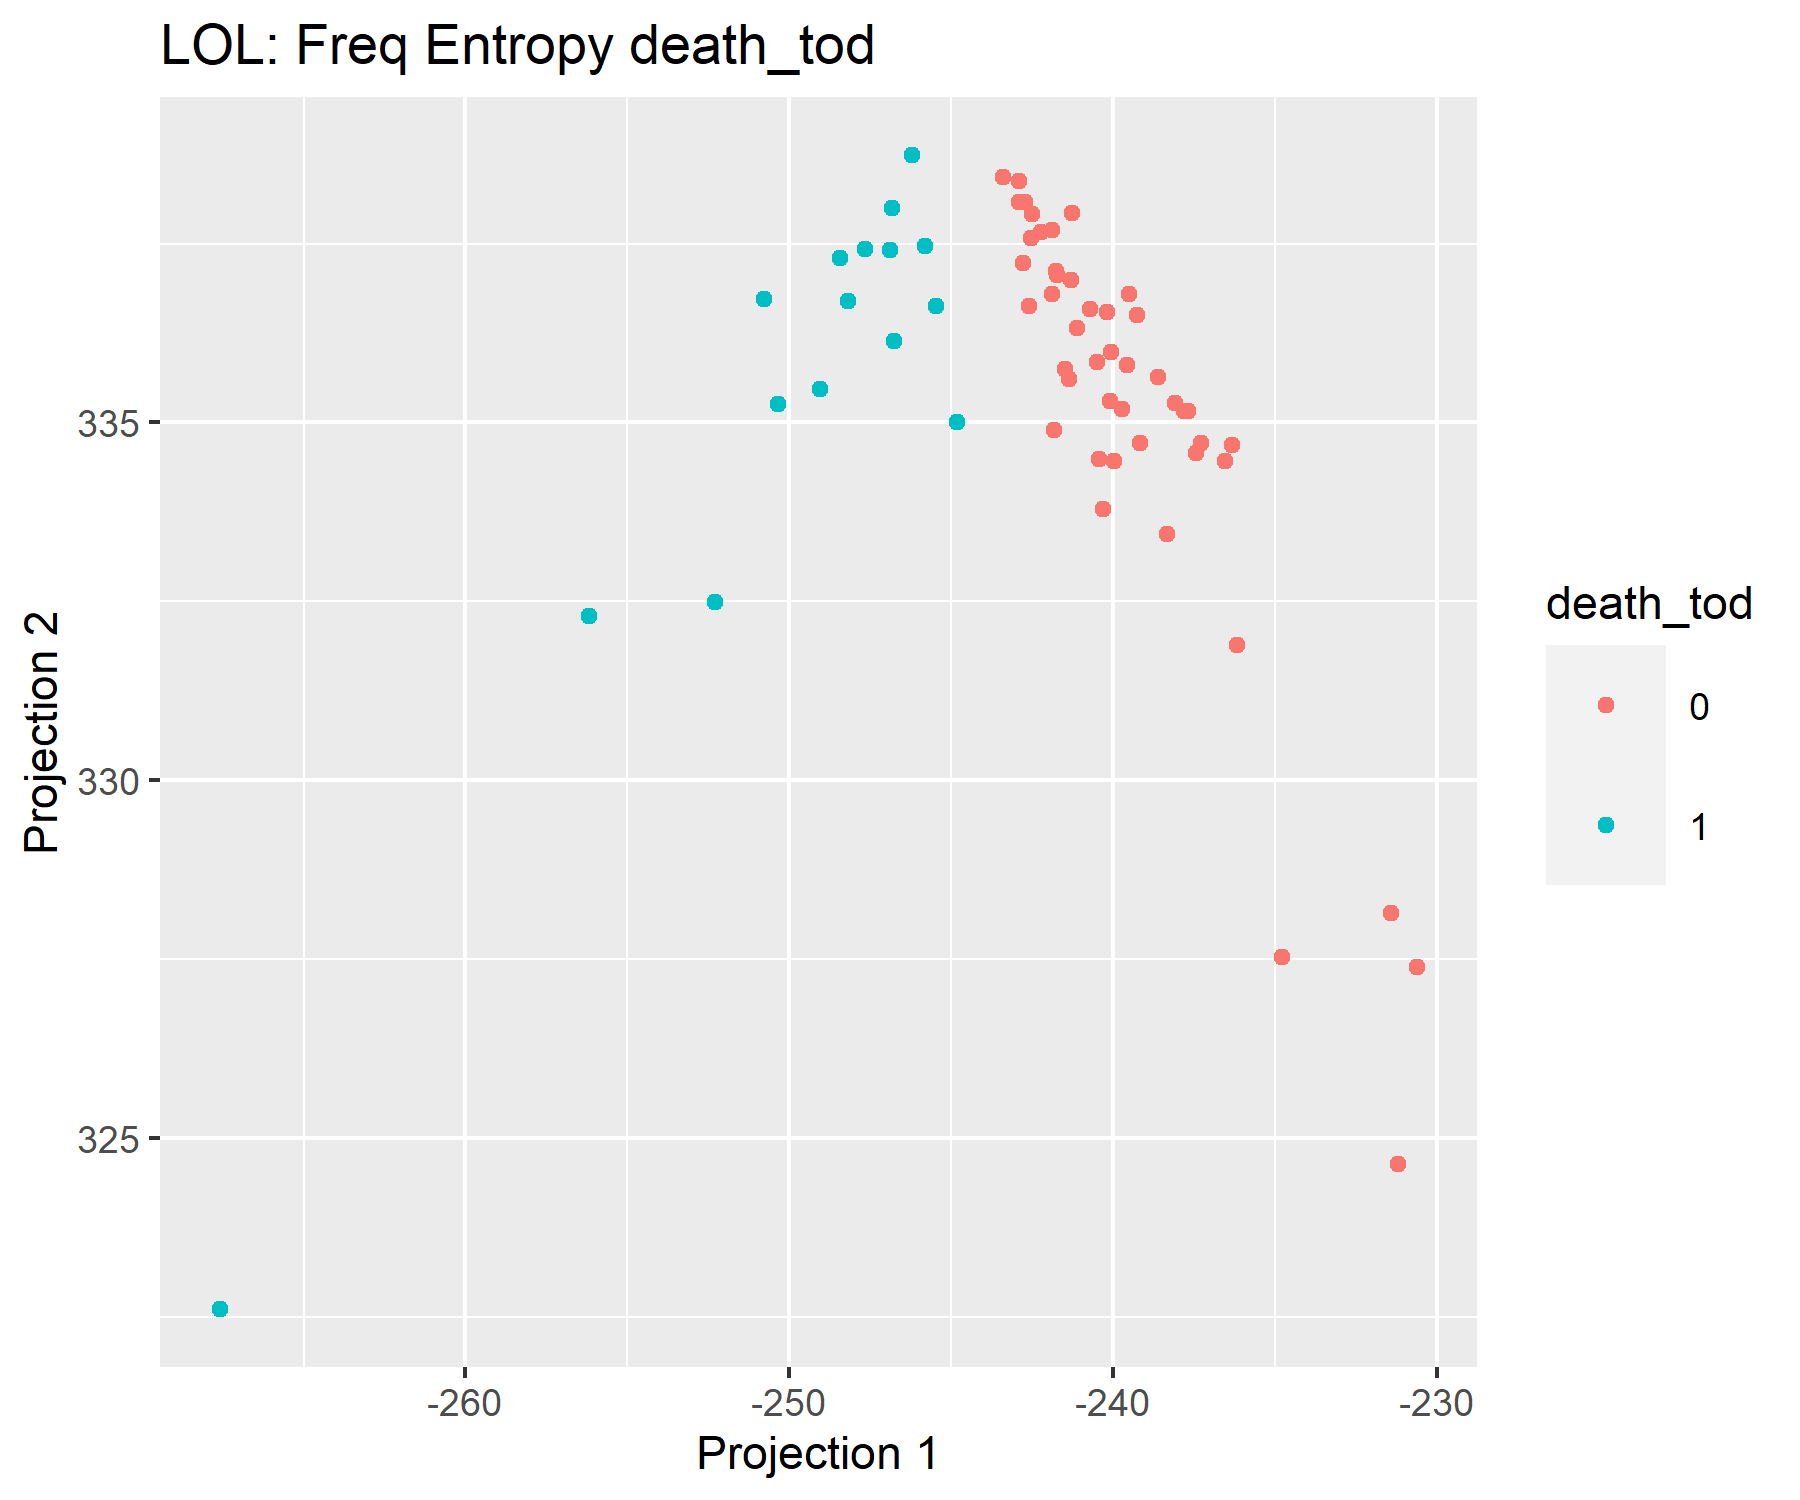 LOL: Freq Entropy death_tod
335
330
325
Projection 2
-260
-250
-240
-230
Projection 1
death_tod
0
1